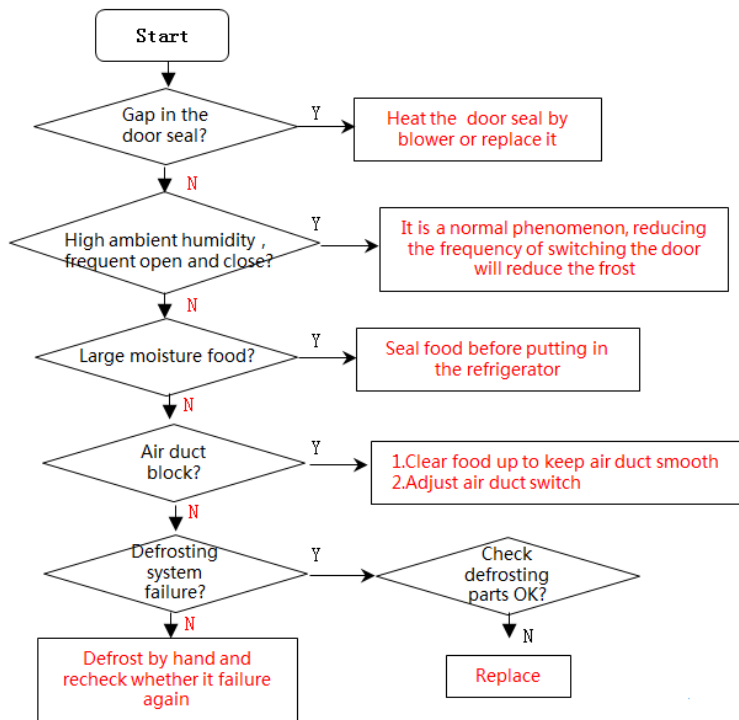 Start
Gap in the
door seal?
Y
Heat the door seal by
blower or replace it
N
High ambient humidity ,
frequent open and close?
Y
It is a normal phenomenon, reducing
the frequency of switching the door
will reduce the frost
N
Large moisture food?
Y
Seal food before putting in
the refrigerator
N
Air duct
block?
Y
1.Clear food up to keep air duct smooth
2.Adjust air duct switch
N
Defrosting
system
failure?
Y
Check
defrosting
parts OK?
N
Defrost by hand and
recheck whether it failure
again
N
Replace